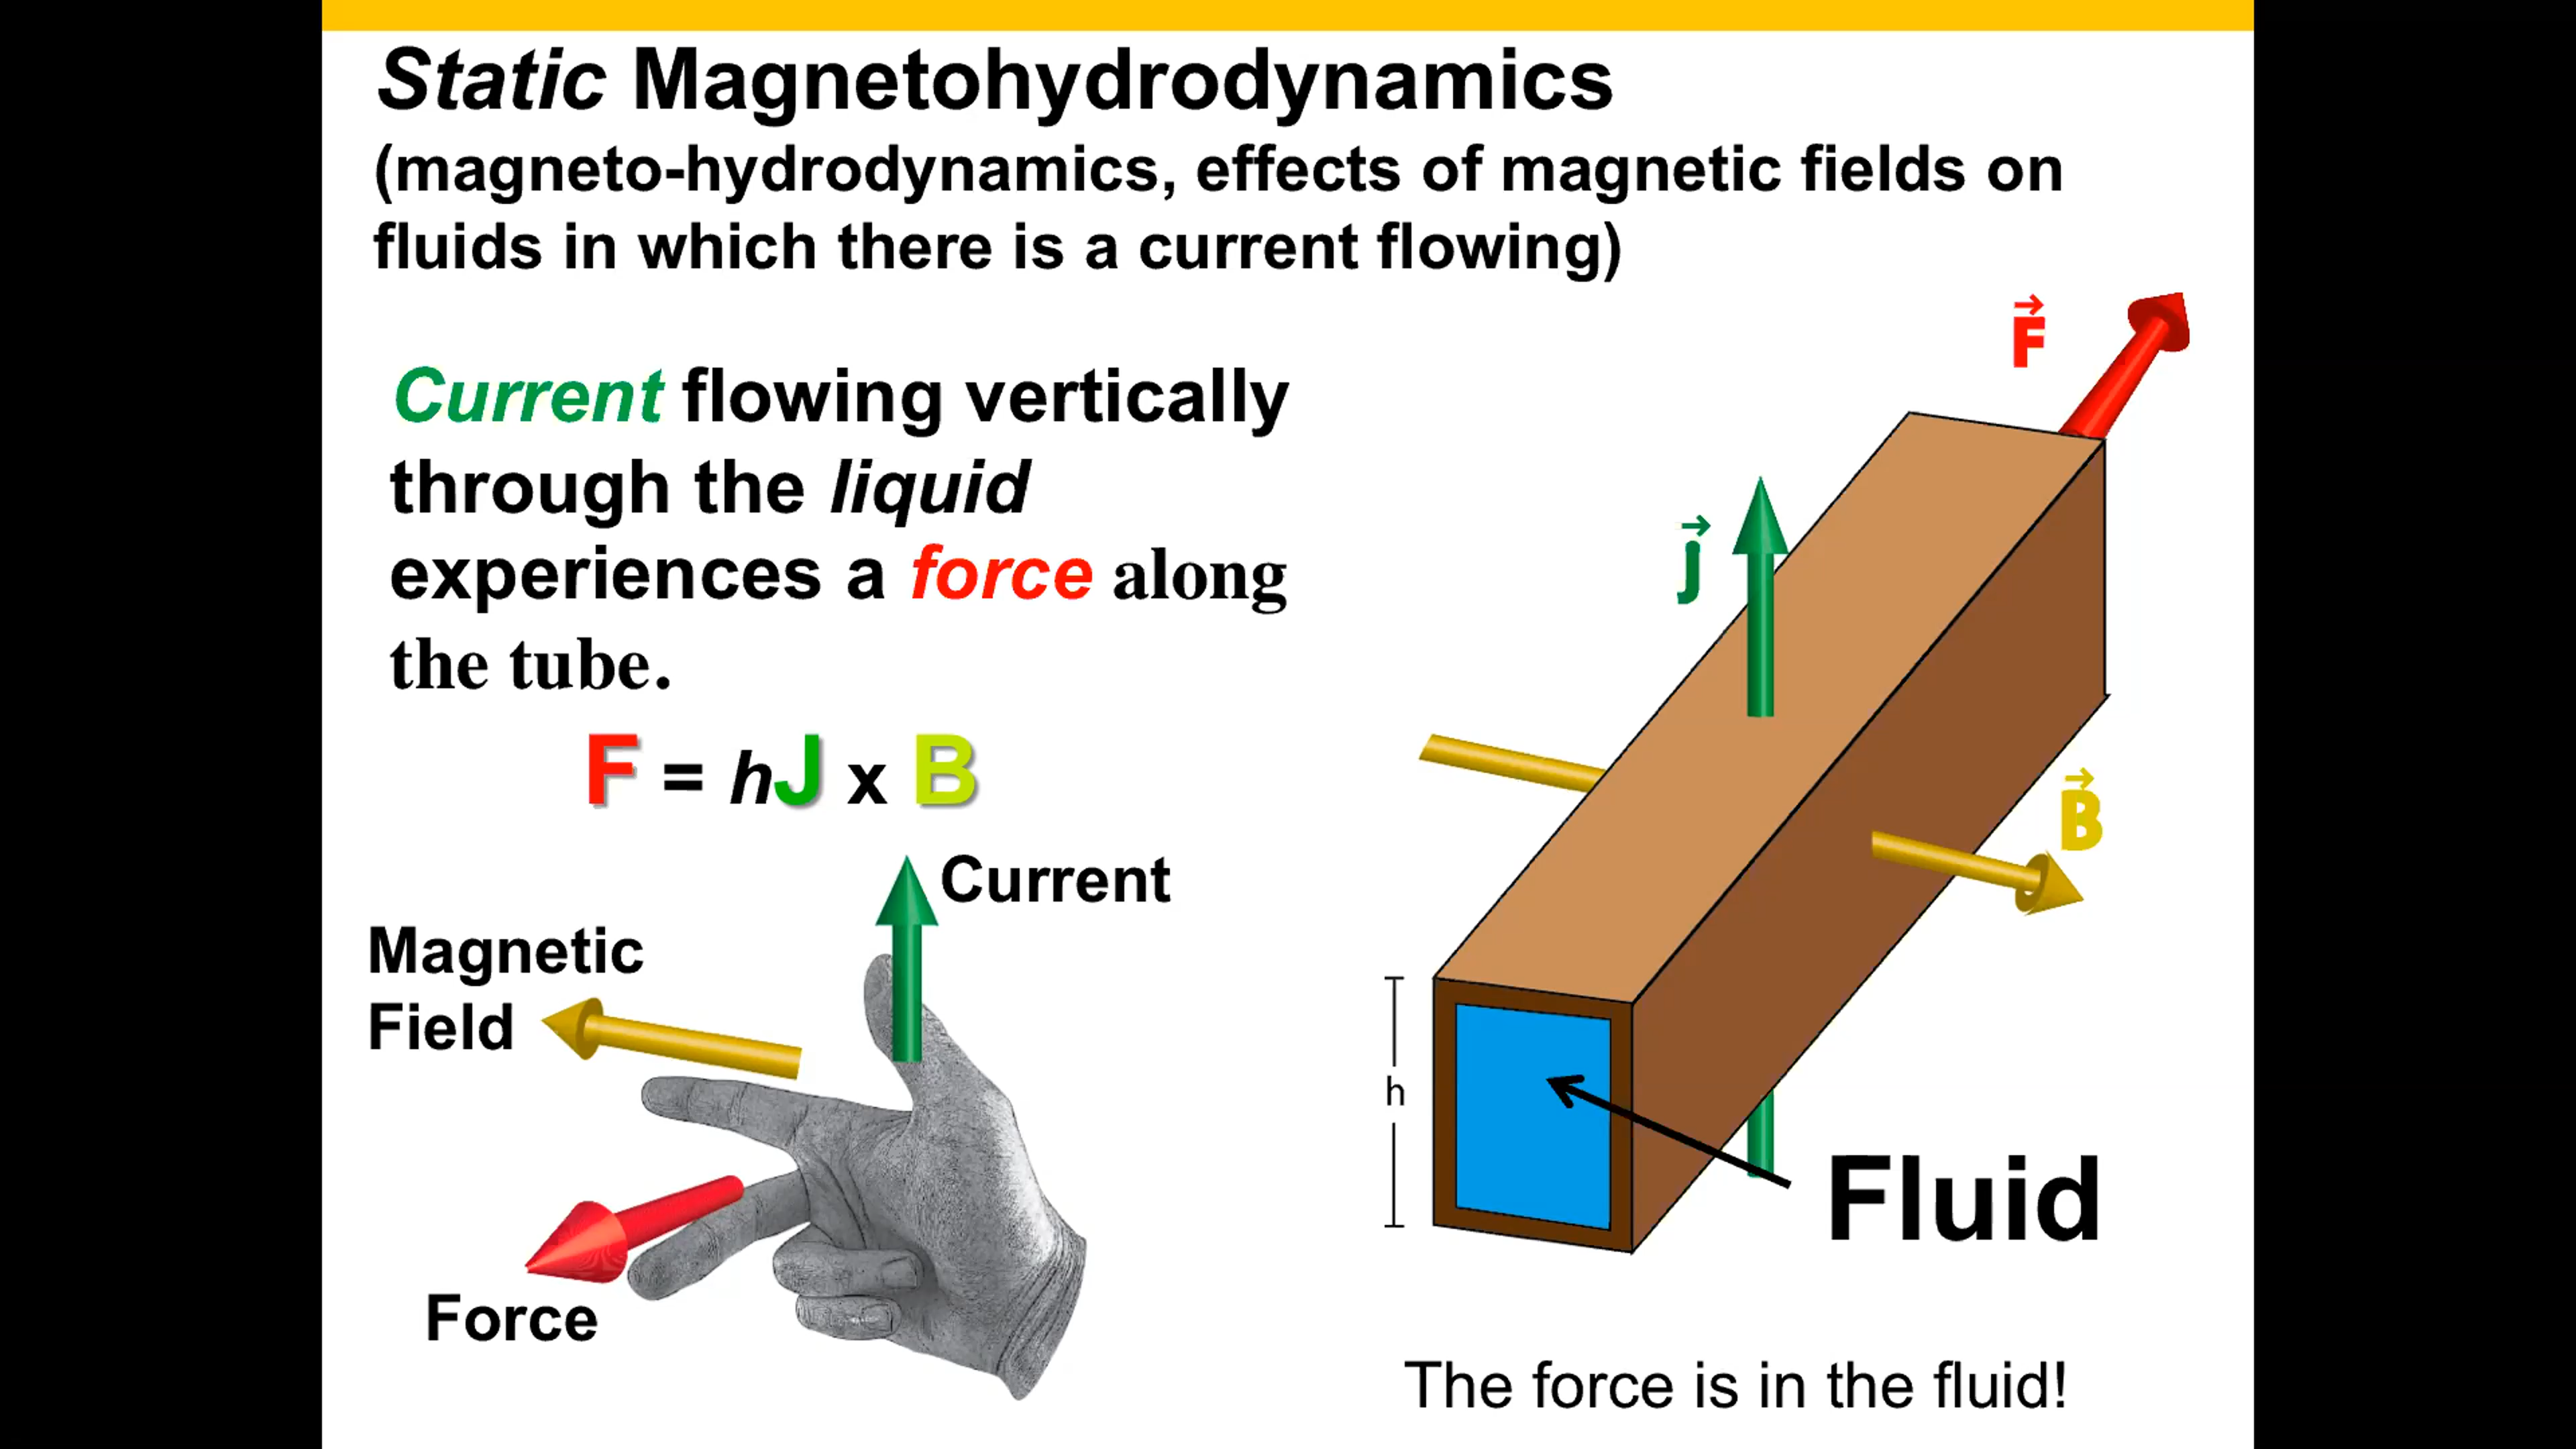 Static Magnetohydrodynamics
(magneto-hydrodynamics, effects of magnetic fields on
fluids in which there is a current flowing)
Current flowing vertically
through the liquid
experiences a force along
the tube.
F = hJ x B
Current
Magnetic
Field
Force
F
J
B
h
Fluid
The force is in the fluid!